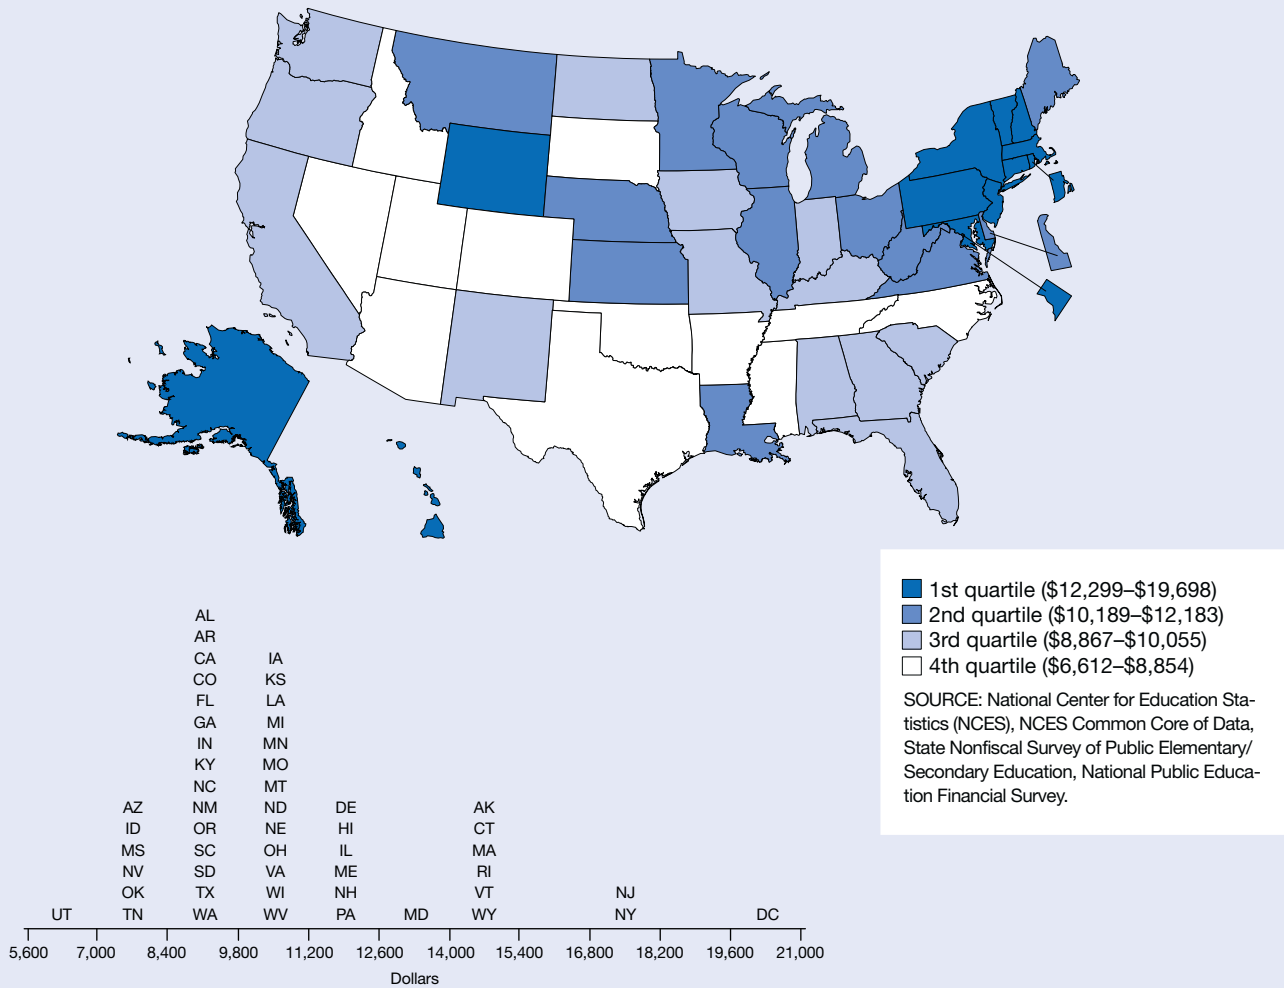 1st quartile ($12,299–$19,698)
2nd quartile ($10,189–$12,183)
3rd quartile ($8,867–$10,055)
4th quartile ($6,612–$8,854)
SOURCE: National Center for Education Sta-
tistics (NCES), NCES Common Core of Data,
State Nonfiscal Survey of Public Elementary/
Secondary Education, National Public Educa-
tion Financial Survey.
AL
AR
CA IA
CO KS
FL LA
GA MI
IN MN
KY MO
NC MT
AZ NM ND DE AK
ID OR NE HI CT
MS SC OH IL MA
NV SD VA ME RI
OK TX WI NH VT NJ
UT TN WA WV PA MD WY NY DC
5,600 7,000 8,400 9,800 11,200 12,600 14,000 15,400 16,800 18,200 19,600 21,000
Dollars